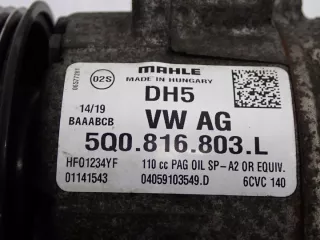 MAHLE
MADE IN HUNGARY
02S
DH5
14/19
BAAABCB
VW AG
5Q0.816.803.L
HFO1234YF
110 cc PAG OIL SP-A2 OR EQUIV.
01141543
04059103549.D
6CVC 140